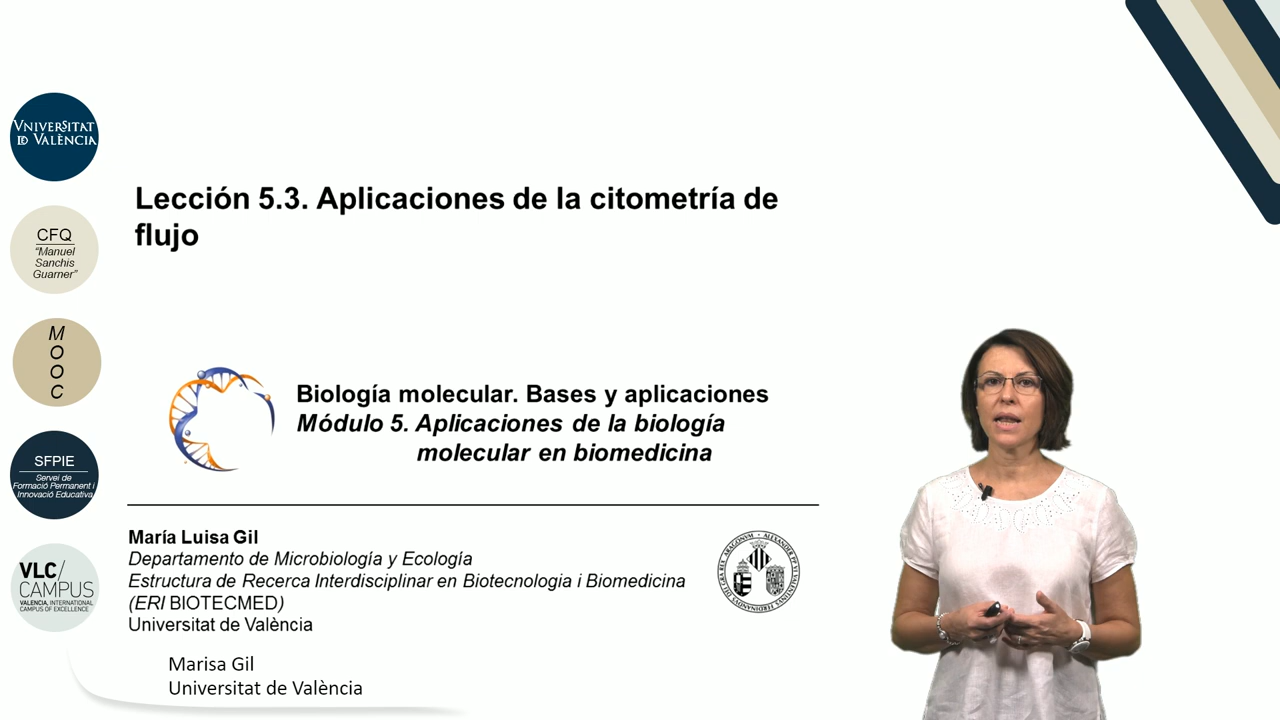 VNIVERSITAT
ID VALÈNCIA
CFQ
“Manuel
Sanchis
Guarner”
M
O
O
C
SFPIE
Servei de
Formació Permanent i
Innovació Educativa
VLC/
CAMPUS
VALENCIA, INTERNATIONAL
CAMPUS OF EXCELLENCE
Lección 5.3. Aplicaciones de la citometría de
flujo
Biología molecular. Bases y aplicaciones
Módulo 5. Aplicaciones de la biología
molecular en biomedicina
María Luisa Gil
Departamento de Microbiología y Ecología
Estructura de Recerca Interdisciplinar en Biotecnologia i Biomedicina
(ERI BIOTECMED)
Universitat de València
Marisa Gil
Universitat de València